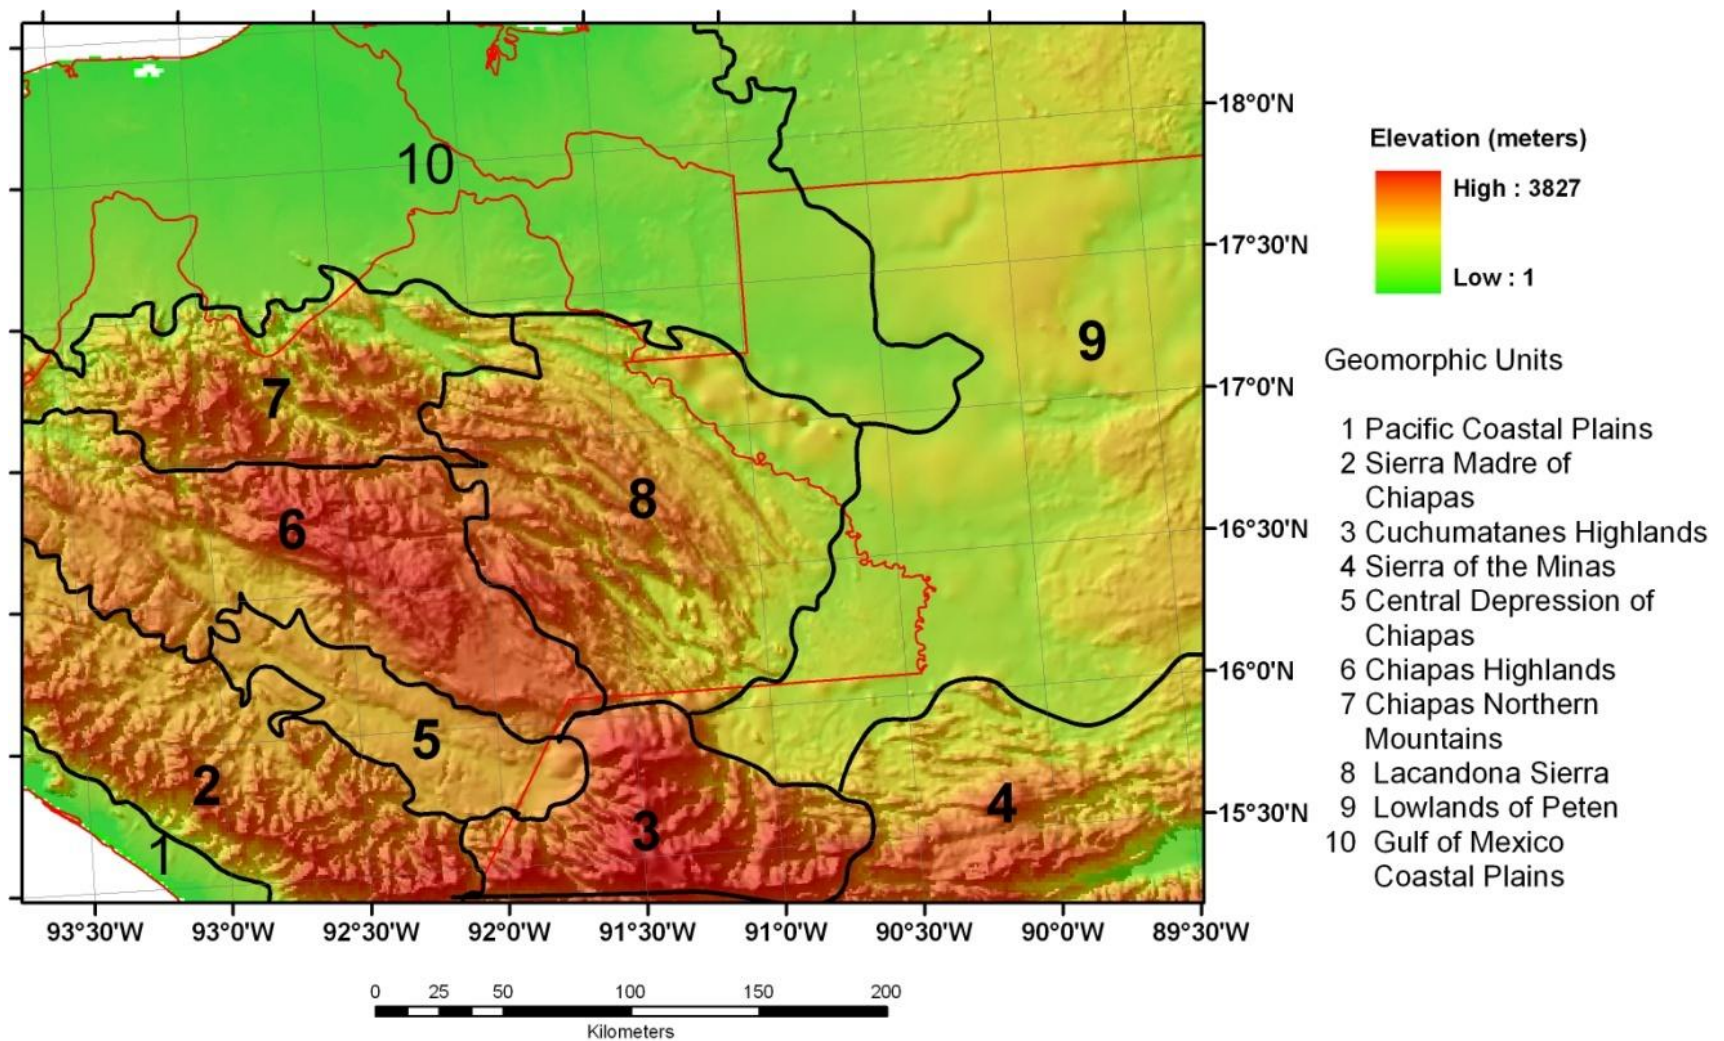 10
18°0'N
17°30'N
9
17°0'N
7
8
16°30'N
6
16°0'N
5
2
4
15°30'N
3
1
93°30'W 93°0'W 92°30'W 92°0'W 91°30'W 91°0'W 90°30'W 90°0'W 89°30'W
0 25 50 100 150 200
Kilometers
Elevation (meters)
High : 3827
Low : 1
Geomorphic Units
1 Pacific Coastal Plains
2 Sierra Madre of
Chiapas
3 Cuchumatanes Highlands
4 Sierra of the Minas
5 Central Depression of
Chiapas
6 Chiapas Highlands
7 Chiapas Northern
Mountains
8 Lacandona Sierra
9 Lowlands of Peten
10 Gulf of Mexico
Coastal Plains